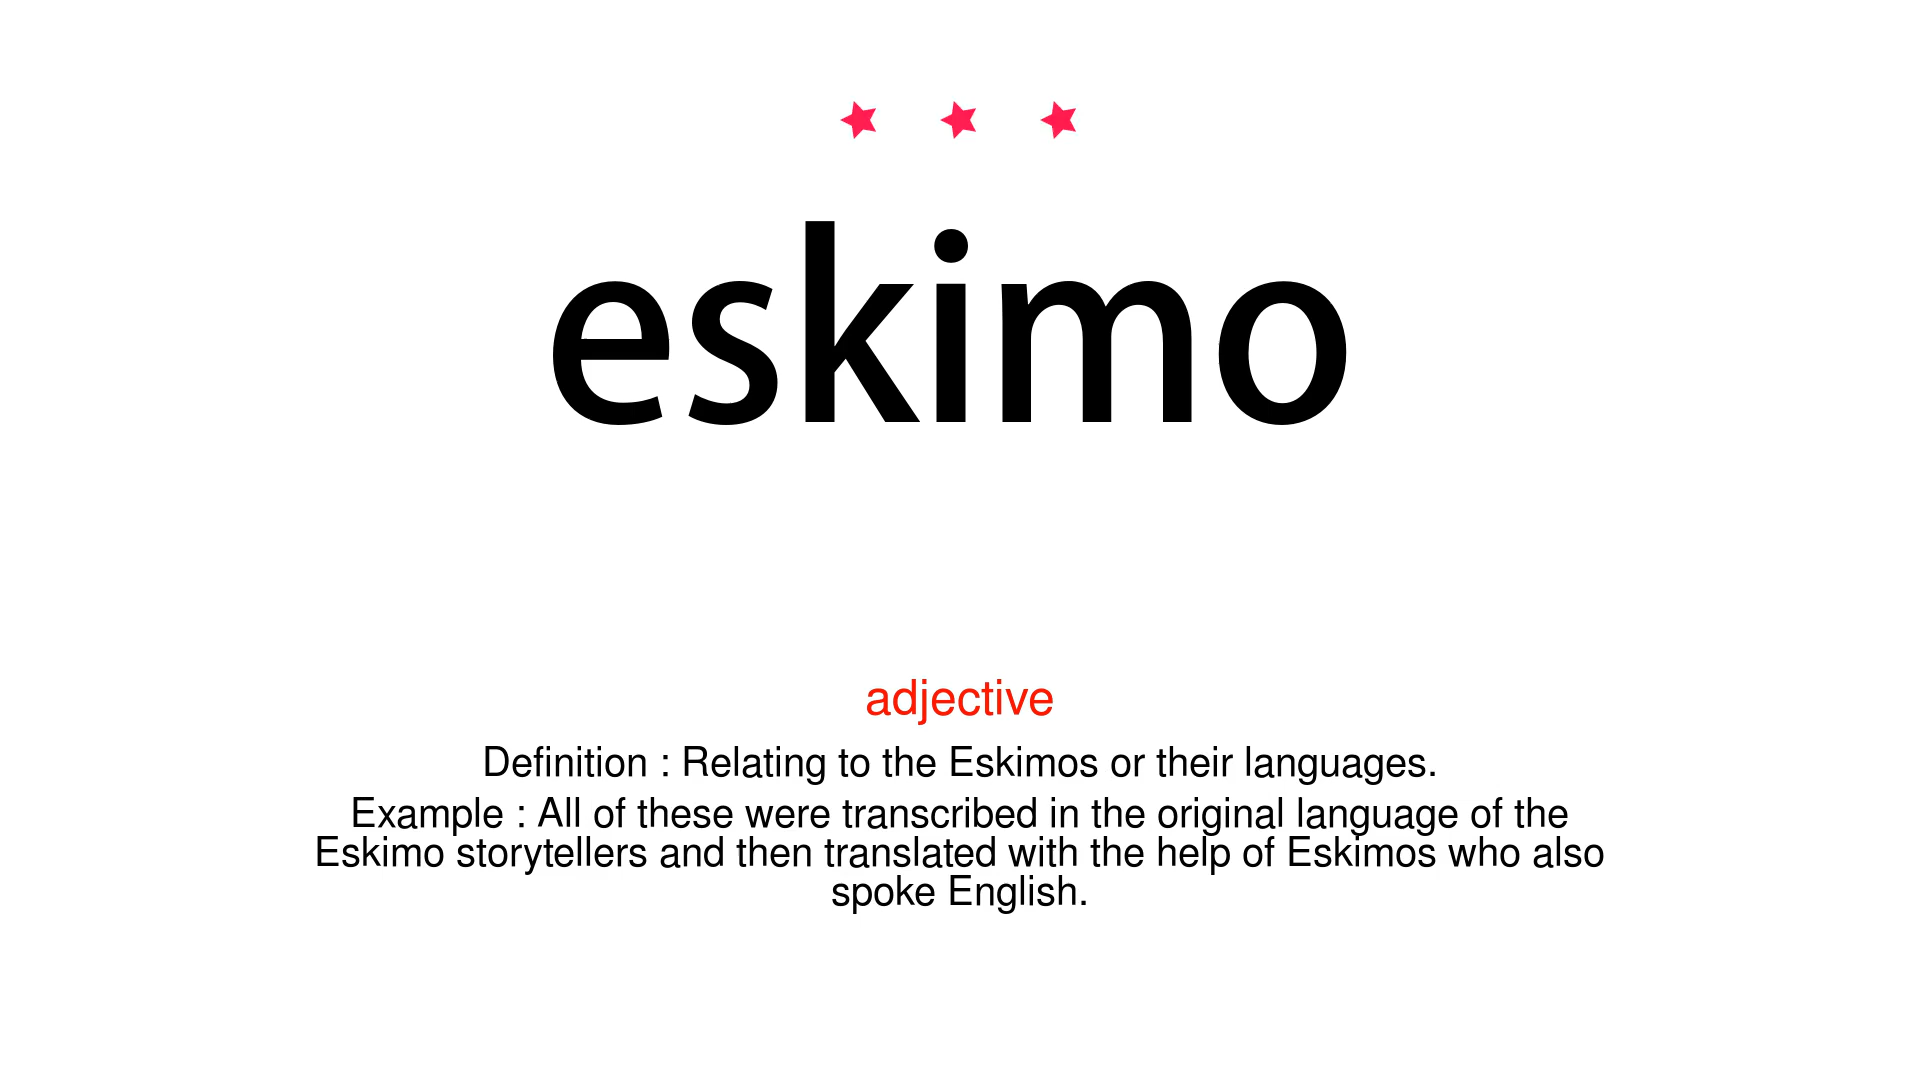 eskimo
adjective
Definition : Relating to the Eskimos or their languages.
Example : All of these were transcribed in the original language of the
Eskimo storytellers and then translated with the help of Eskimos who also
spoke English.